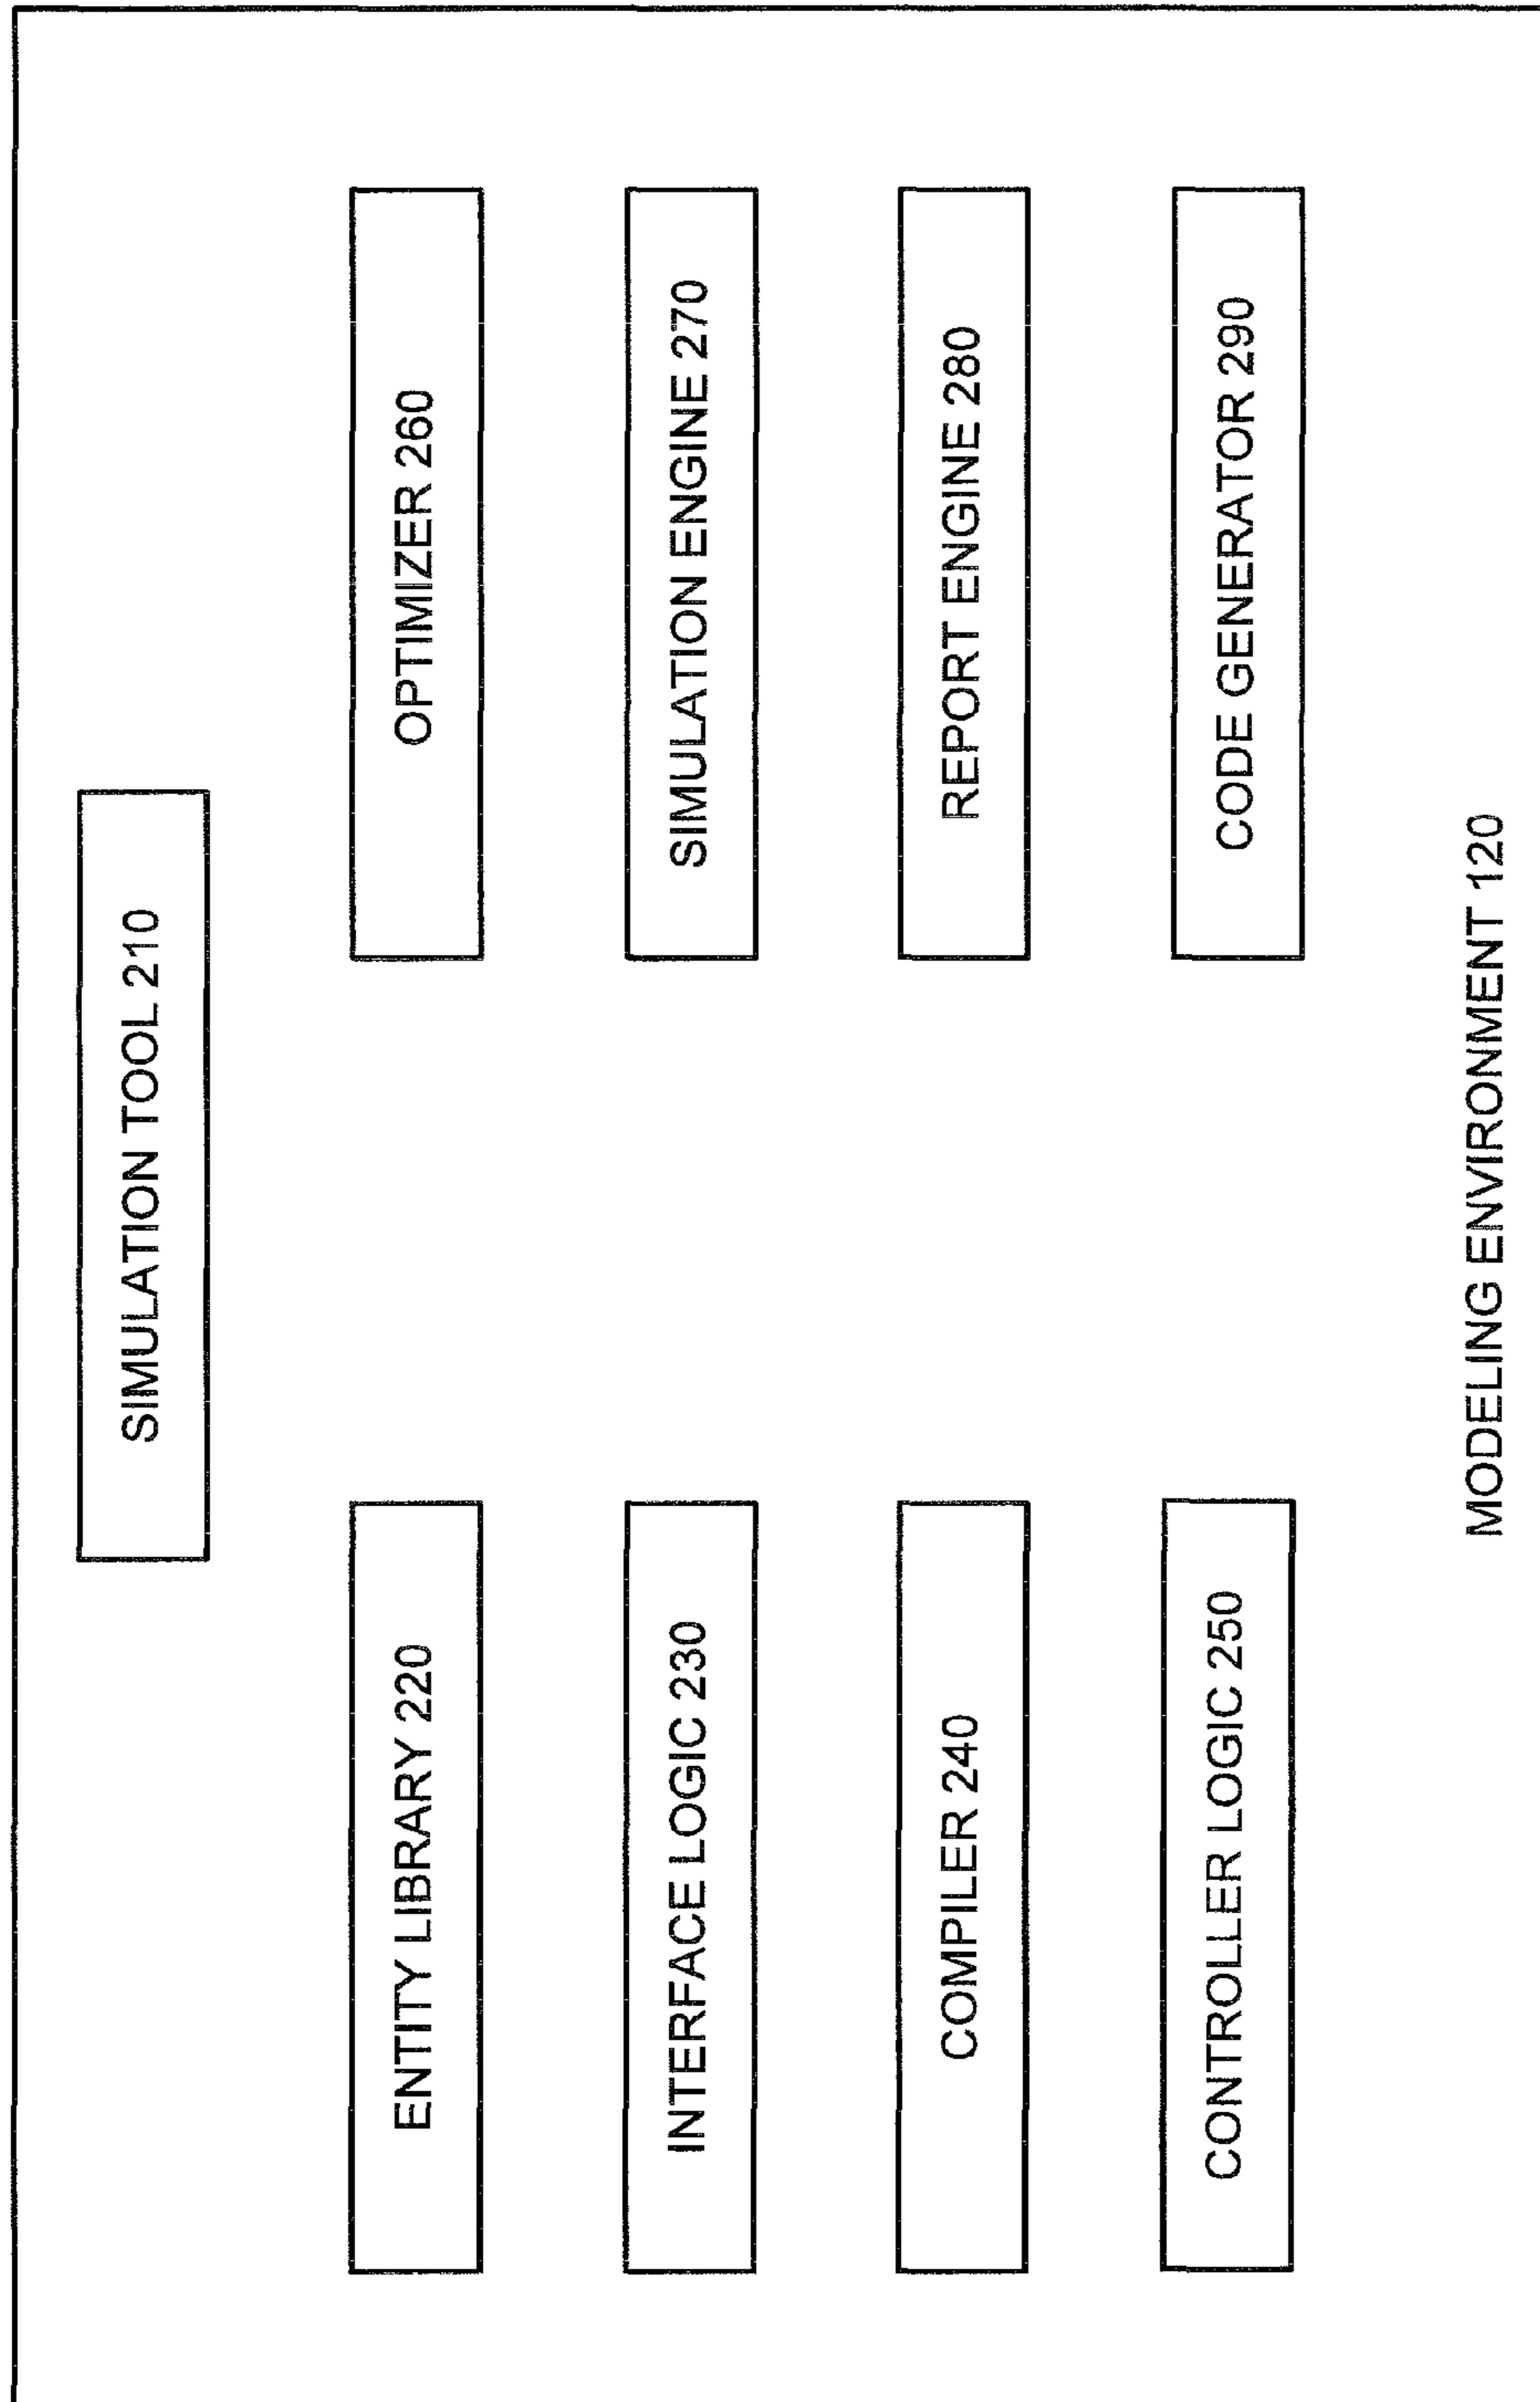 SIMULATION TOOL 210
ENTITY LIBRARY 220
INTERFACE LOGIC 230
COMPILER 240
CONTROLLER LOGIC 250
OPTIMIZER 260
SIMULATION ENGINE 270
REPORT ENGINE 280
CODE GENERATOR 290
MODELING ENVIRONMENT 120